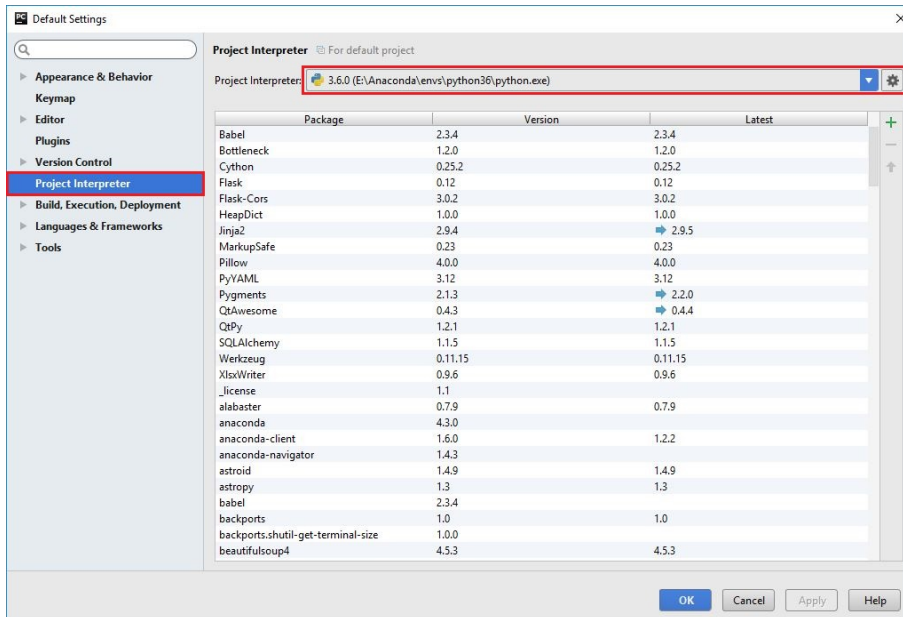 PC Default Settings
Project Interpreter For default project
Project Interpreter: 3.6.0 (E:\Anaconda\envs\python36\python.exe)
Appearance & Behavior
Keymap
Editor
Plugins
Version Control
Project Interpreter
Build, Execution, Deployment
Languages & Frameworks
Tools
Package Version Latest
Babel 2.3.4 2.3.4
Bottleneck 1.2.0 1.2.0
Cython 0.25.2 0.25.2
Flask 0.12 0.12
Flask-Cors 3.0.2 3.0.2
HeapDict 1.0.0 1.0.0
Jinja2 2.9.4 2.9.5
MarkupSafe 0.23 0.23
Pillow 4.0.0 4.0.0
PyYAML 3.12 3.12
Pygments 2.1.3 2.2.0
QtAwesome 0.4.3 0.4.4
QtPy 1.2.1 1.2.1
SQLAlchemy 1.1.5 1.1.5
Werkzeug 0.11.15 0.11.15
XlsxWriter 0.9.6 0.9.6
_license 1.1
alabaster 0.7.9 0.7.9
anaconda 4.3.0
anaconda-client 1.6.0 1.2.2
anaconda-navigator 1.4.3
astroid 1.4.9 1.4.9
astropy 1.3 1.3
babel 2.3.4
backports 1.0 1.0
backports.shutil-get-terminal-size 1.0.0
beautifulsoup4 4.5.3 4.5.3
OK Cancel Apply Help